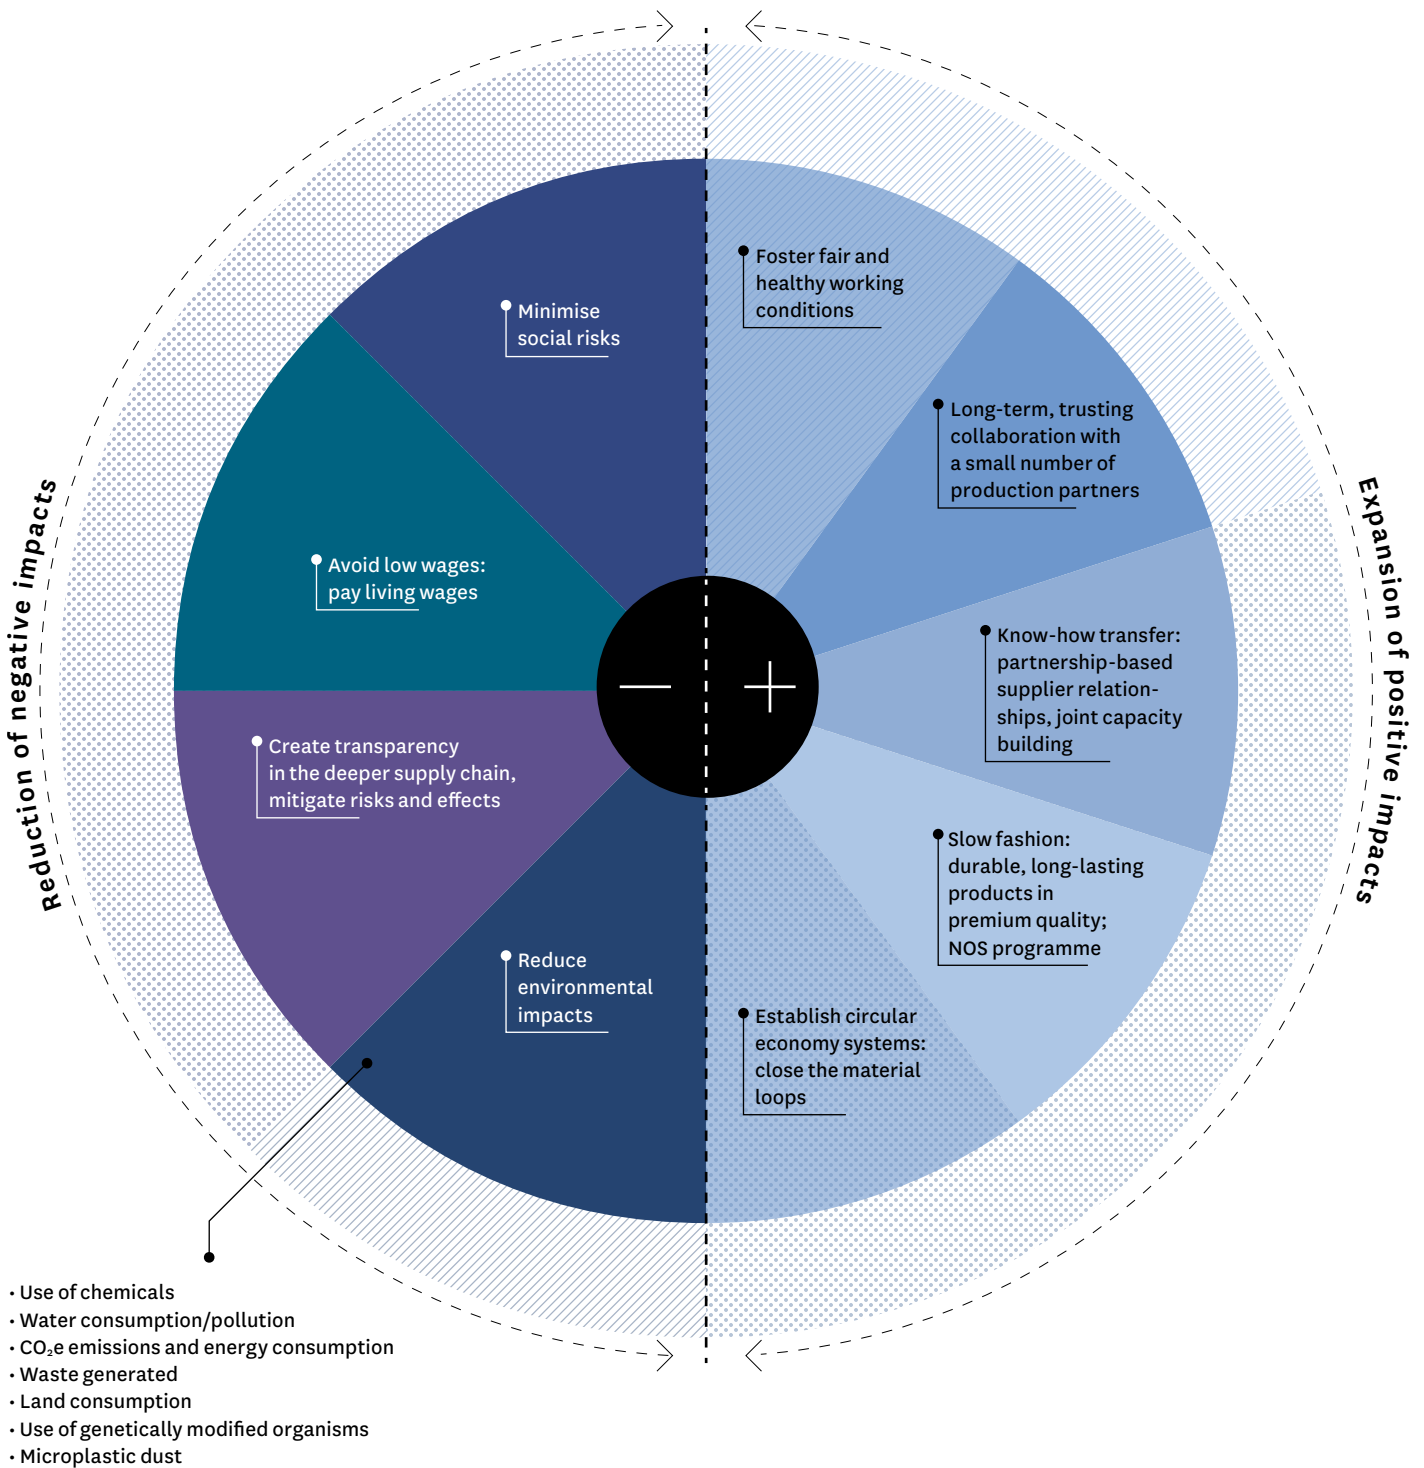 Reduction of negative impacts
Expansion of positive impacts
Minimise
social risks
Avoid low wages:
pay living wages
Create transparency
in the deeper supply chain,
mitigate risks and effects
Reduce
environmental
impacts
Foster fair and
healthy working
conditions
Long-term, trusting
collaboration with
a small number of
production partners
Know-how transfer:
partnership-based
supplier relation-
ships, joint capacity
building
Slow fashion:
durable, long-lasting
products in
premium quality;
NOS programme
Establish circular
economy systems:
close the material
loops
• Use of chemicals
• Water consumption/pollution
• CO₂e emissions and energy consumption
• Waste generated
• Land consumption
• Use of genetically modified organisms
• Microplastic dust